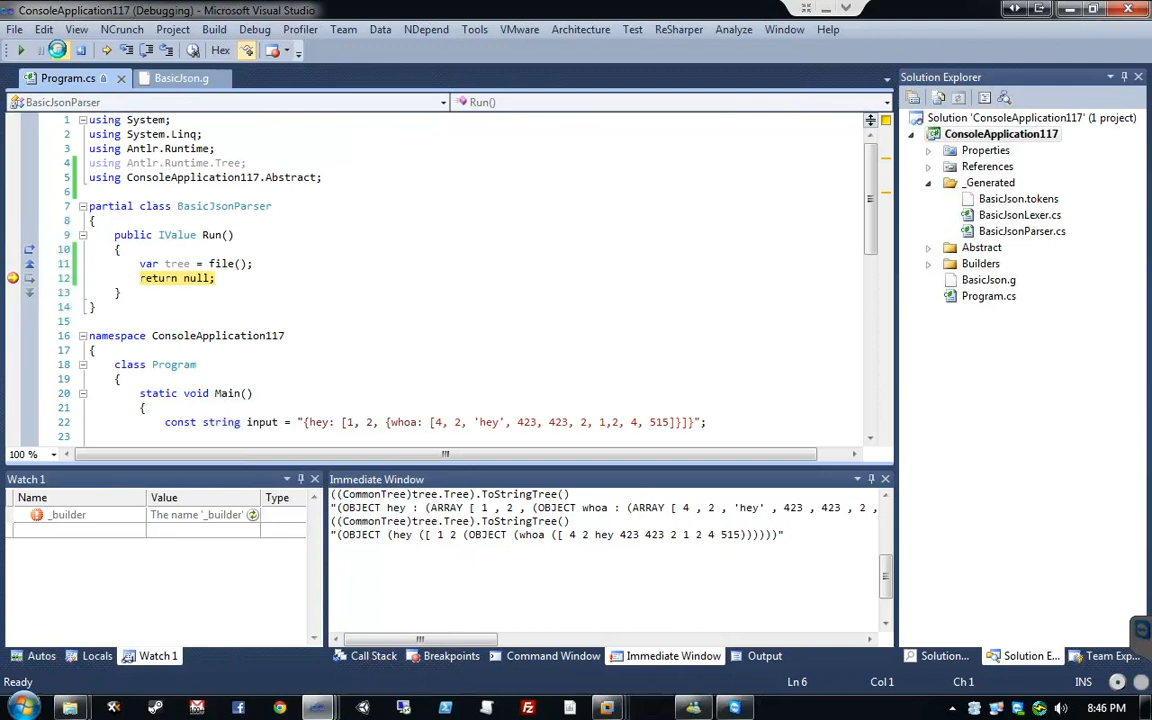 ConsoleApplication117 (Debugging) - Microsoft Visual Studio
File Edit View NCrunch Project Build Debug Profiler Team Data NDepend Tools VMware Architecture Test ReSharper Analyze Window Help
Hex
Program.cs BasicJson.g
BasicJsonParser Run()
1 using System;
2 using System.Linq;
3 using Antlr.Runtime;
4 using Antlr.Runtime.Tree;
5 using ConsoleApplication117.Abstract;
6
7 partial class BasicJsonParser
8 {
9 public IValue Run()
10 {
11 var tree = file();
12 return null;
13 }
14 }
15
16 namespace ConsoleApplication117
17 {
18 class Program
19 {
20 static void Main()
21 {
22 const string input = "{hey: [1, 2, {whoa: [4, 2, 'hey', 423, 423, 2, 1,2, 4, 515]}]}";
23
100 %
Solution Explorer
Solution 'ConsoleApplication117' (1 project)
ConsoleApplication117
Properties
References
_Generated
BasicJson.tokens
BasicJsonLexer.cs
BasicJsonParser.cs
Abstract
Builders
BasicJson.g
Program.cs
Watch 1
Name Value Type
_builder The name '_builder'
Immediate Window
((CommonTree)tree.Tree).ToStringTree()
"(OBJECT hey : (ARRAY [ 1 , 2 , (OBJECT whoa : (ARRAY [ 4 , 2 , 'hey' , 423 , 423 , 2 ,
((CommonTree)tree.Tree).ToStringTree()
"(OBJECT (hey ([ 1 2 (OBJECT (whoa ([ 4 2 hey 423 423 2 1 2 4 515))))))"
Autos Locals Watch 1 Call Stack Breakpoints Command Window Immediate Window Output Solution... Solution E... Team Exp...
Ready Ln 6 Col 1 Ch 1 INS
8:46 PM